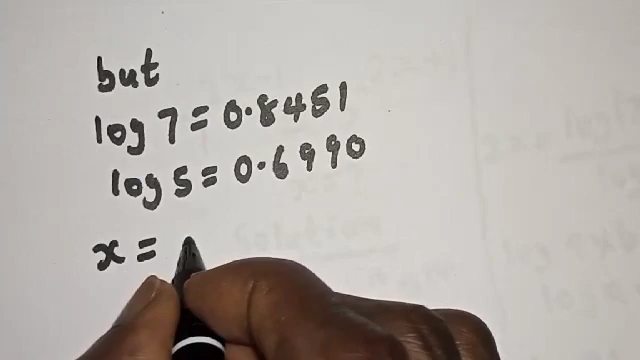 but
log 7 = 0.8451
log 5 = 0.6990
x =